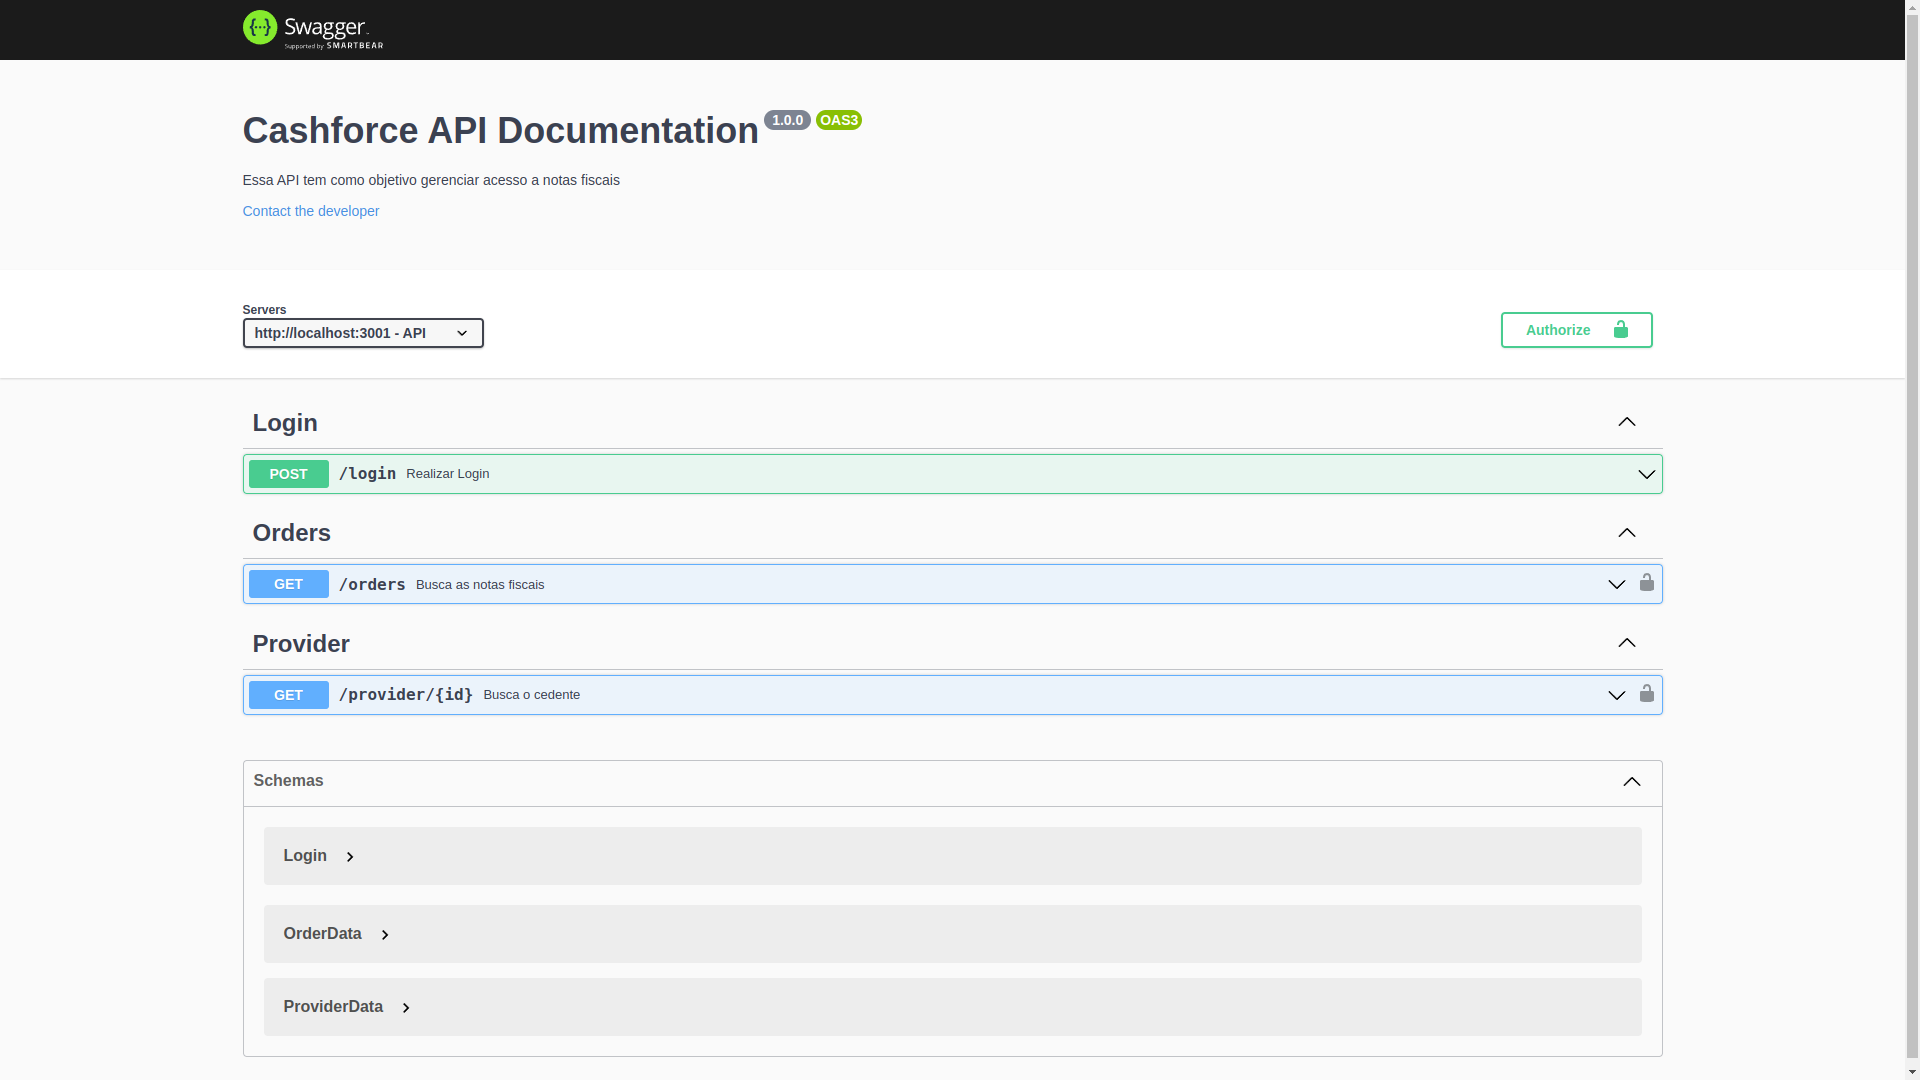 Swagger
Supported by SMARTBEAR
Cashforce API Documentation 1.0.0 OAS3
Essa API tem como objetivo gerenciar acesso a notas fiscais
Contact the developer
Servers
http://localhost:3001 - API
Authorize
Login
POST /login Realizar Login
Orders
GET /orders Busca as notas fiscais
Provider
GET /provider/{id} Busca o cedente
Schemas
Login
OrderData
ProviderData